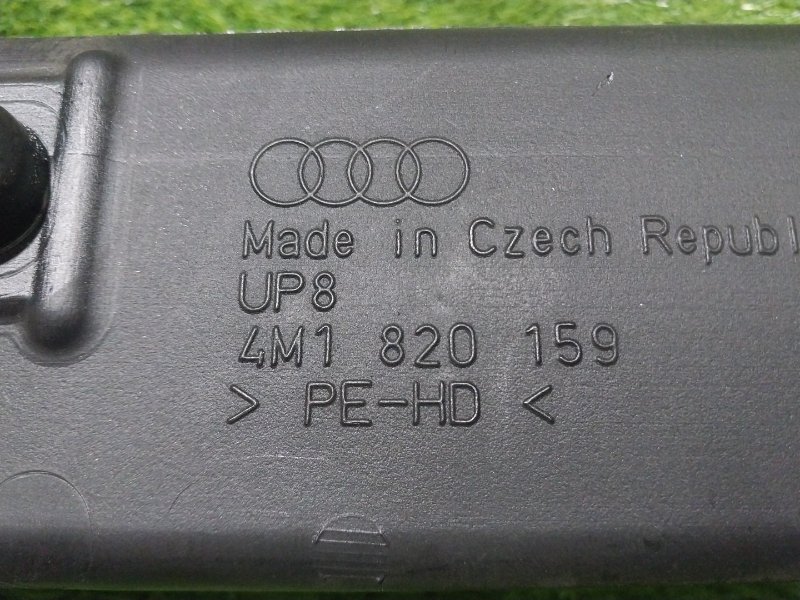 Made in Czech Republ
UP8
4M1 820 159
> PE-HD <